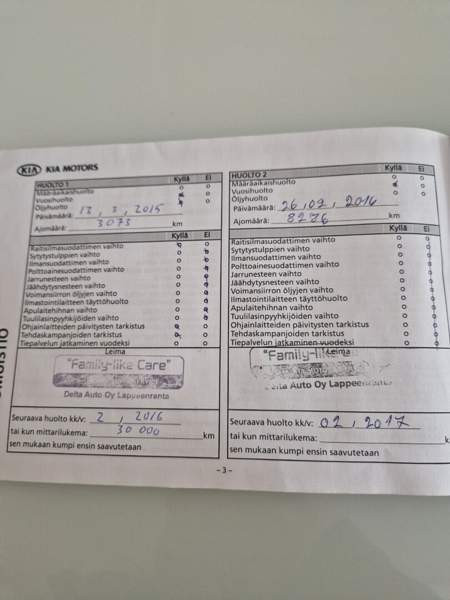 KIA KIA MOTORS
HUOLTO 1 Kyllä Ei
Määräaikaishuolto
Vuosihuolto
Öljyhuolto
Päivämäärä: 12, 3, 2015
Ajomäärä: 3073 km
Kyllä Ei
Raitisilmasuodattimen vaihto
Sytytystulppien vaihto
Ilmansuodattimen vaihto
Polttoainesuodattimen vaihto
Jarrunesteen vaihto
Jäähdytysnesteen vaihto
Voimansiirron öljyjen vaihto
Ilmastointilaitteen täyttöhuolto
Apulaitehihnan vaihto
Tuulilasinpyyhkijöiden vaihto
Ohjainlaitteiden päivitysten tarkistus
Tehdaskampanjoiden tarkistus
Tiepalvelun jatkaminen vuodeksi
Leima
"Family-like Care"
Delta Auto Oy Lappeenranta
Seuraava huolto kk/v: 2, 2016
tai kun mittarilukema: 30 000 km
sen mukaan kumpi ensin saavutetaan
HUOLTO 2 Kyllä Ei
Määräaikaishuolto
Vuosihuolto
Öljyhuolto
Päivämäärä: 26, 02, 2016
Ajomäärä: 8276 km
Kyllä Ei
Raitisilmasuodattimen vaihto
Sytytystulppien vaihto
Ilmansuodattimen vaihto
Polttoainesuodattimen vaihto
Jarrunesteen vaihto
Jäähdytysnesteen vaihto
Voimansiirron öljyjen vaihto
Ilmastointilaitteen täyttöhuolto
Apulaitehihnan vaihto
Tuulilasinpyyhkijöiden vaihto
Ohjainlaitteiden päivitysten tarkistus
Tehdaskampanjoiden tarkistus
Tiepalvelun jatkaminen vuodeksi
Leima
"Family-like
Delta Auto Oy Lappeenranta
Seuraava huolto kk/v: 02, 2017
tai kun mittarilukema: k
sen mukaan kumpi ensin saavutetaan
- 3 -